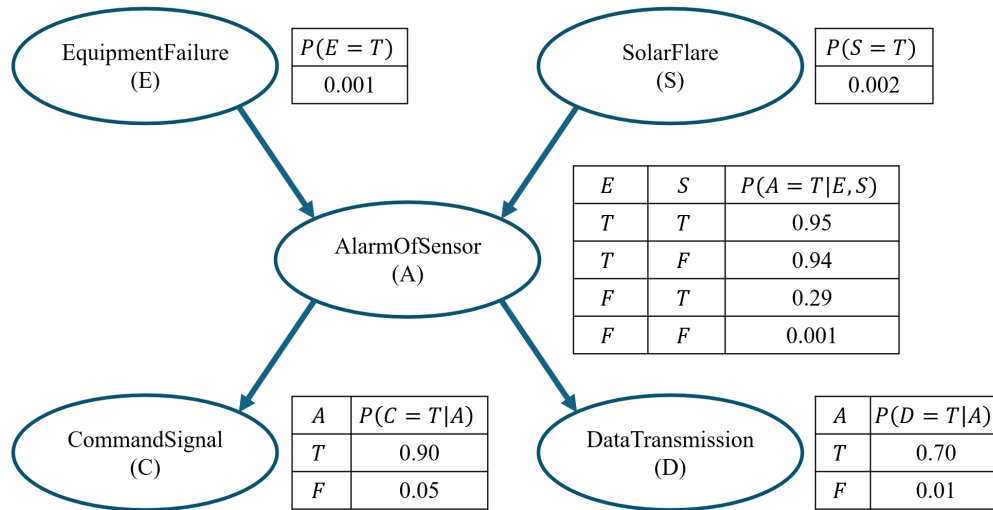 EquipmentFailure
(E)
P(E = T)
0.001
SolarFlare
(S)
P(S = T)
0.002
AlarmOfSensor
(A)
E S P(A = T|E, S)
T T 0.95
T F 0.94
F T 0.29
F F 0.001
CommandSignal
(C)
A P(C = T|A)
T 0.90
F 0.05
DataTransmission
(D)
A P(D = T|A)
T 0.70
F 0.01